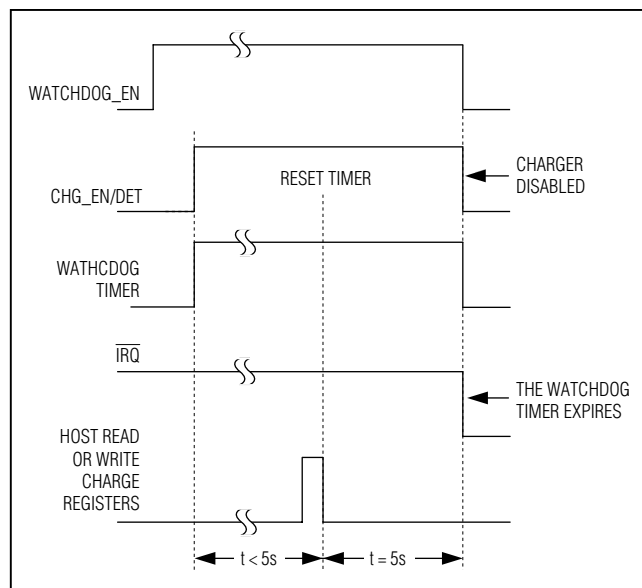 WATCHDOG_EN
CHG_EN/DET
RESET TIMER
CHARGER
DISABLED
WATHCDOG
TIMER
IRQ
THE WATCHDOG
TIMER EXPIRES
HOST READ
OR WRITE
CHARGE
REGISTERS
t < 5s
t = 5s